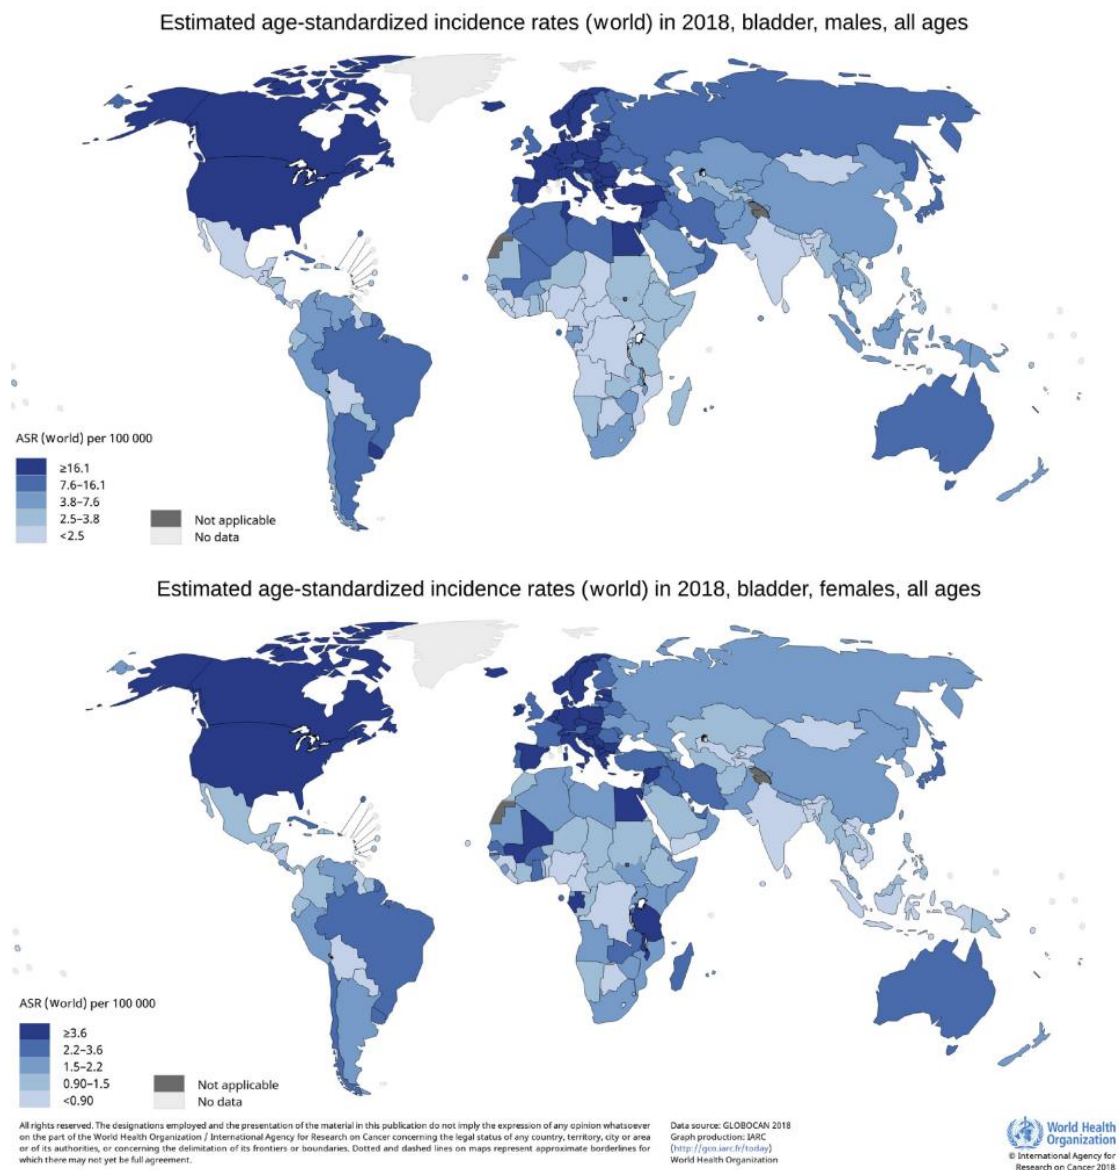 Estimated age-standardized incidence rates (world) in 2018, bladder, males, all ages
ASR (world) per 100 000
≥16.1
7.6–16.1
3.8–7.6
2.5–3.8
<2.5
Not applicable
No data
Estimated age-standardized incidence rates (world) in 2018, bladder, females, all ages
ASR (world) per 100 000
≥3.6
2.2–3.6
1.5–2.2
0.90–1.5
<0.90
Not applicable
No data
All rights reserved. The designations employed and the presentation of the material in this publication do not imply the expression of any opinion whatsoever
on the part of the World Health Organization / International Agency for Research on Cancer concerning the legal status of any country, territory, city or area
or of its authorities, or concerning the delimitation of its frontiers or boundaries. Dotted and dashed lines on maps represent approximate borderlines for
which there may not yet be full agreement.
Data source: GLOBOCAN 2018
Graph production: IARC
(http://gco.iarc.fr/today)
World Health Organization
World Health
Organization
© International Agency for
Research on Cancer 2018